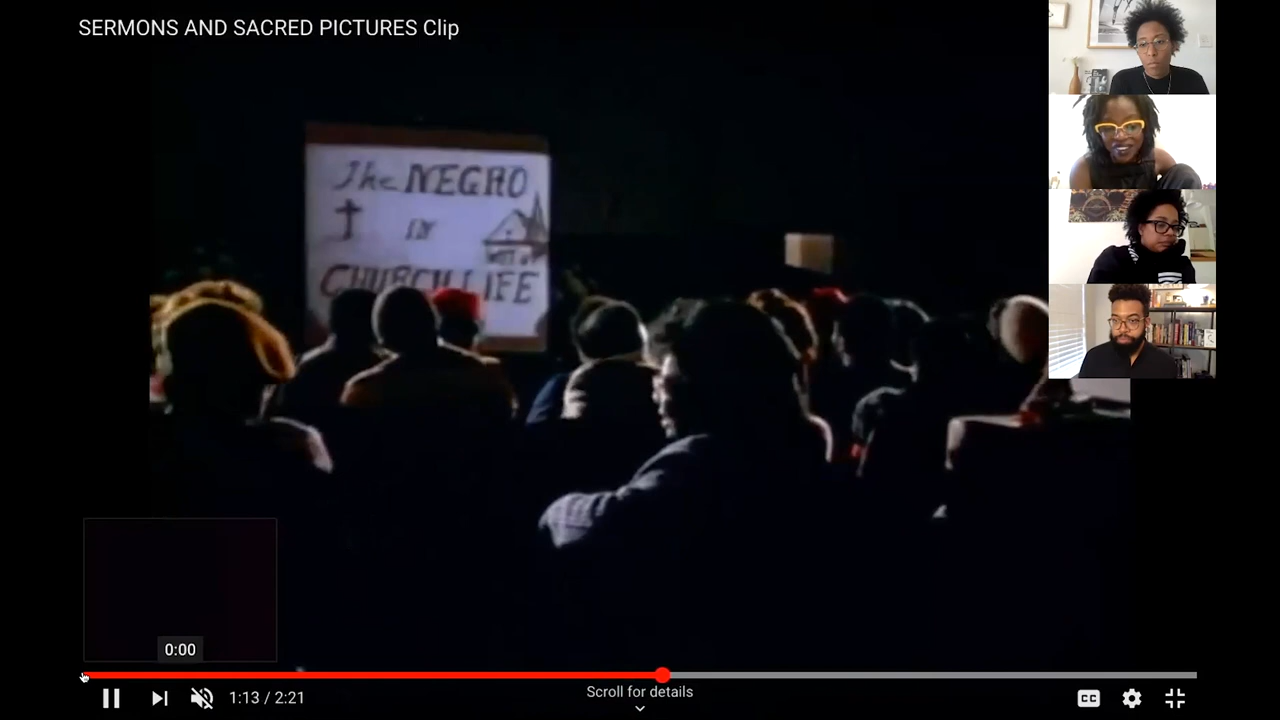 SERMONS AND SACRED PICTURES Clip
The NEGRO
IN
CHURCH LIFE
0:00
1:13 / 2:21
Scroll for details
CC